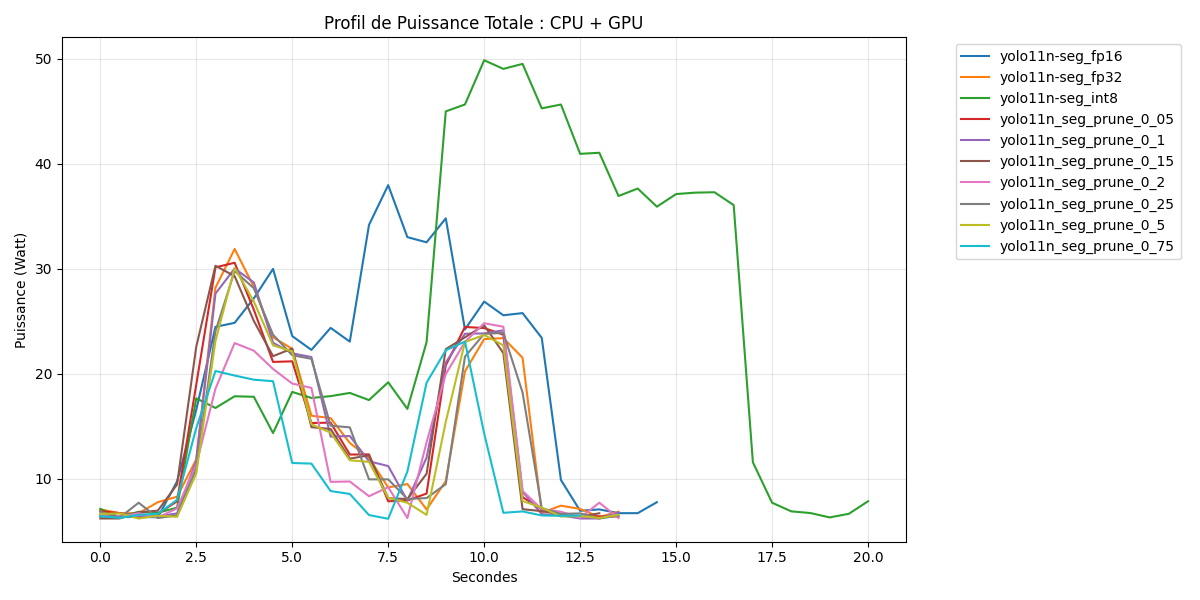 Profil de Puissance Totale : CPU + GPU
Puissance (Watt)
50
40
30
20
10
0.0 2.5 5.0 7.5 10.0 12.5 15.0 17.5 20.0
Secondes
yolo11n-seg_fp16
yolo11n-seg_fp32
yolo11n-seg_int8
yolo11n_seg_prune_0_05
yolo11n_seg_prune_0_1
yolo11n_seg_prune_0_15
yolo11n_seg_prune_0_2
yolo11n_seg_prune_0_25
yolo11n_seg_prune_0_5
yolo11n_seg_prune_0_75